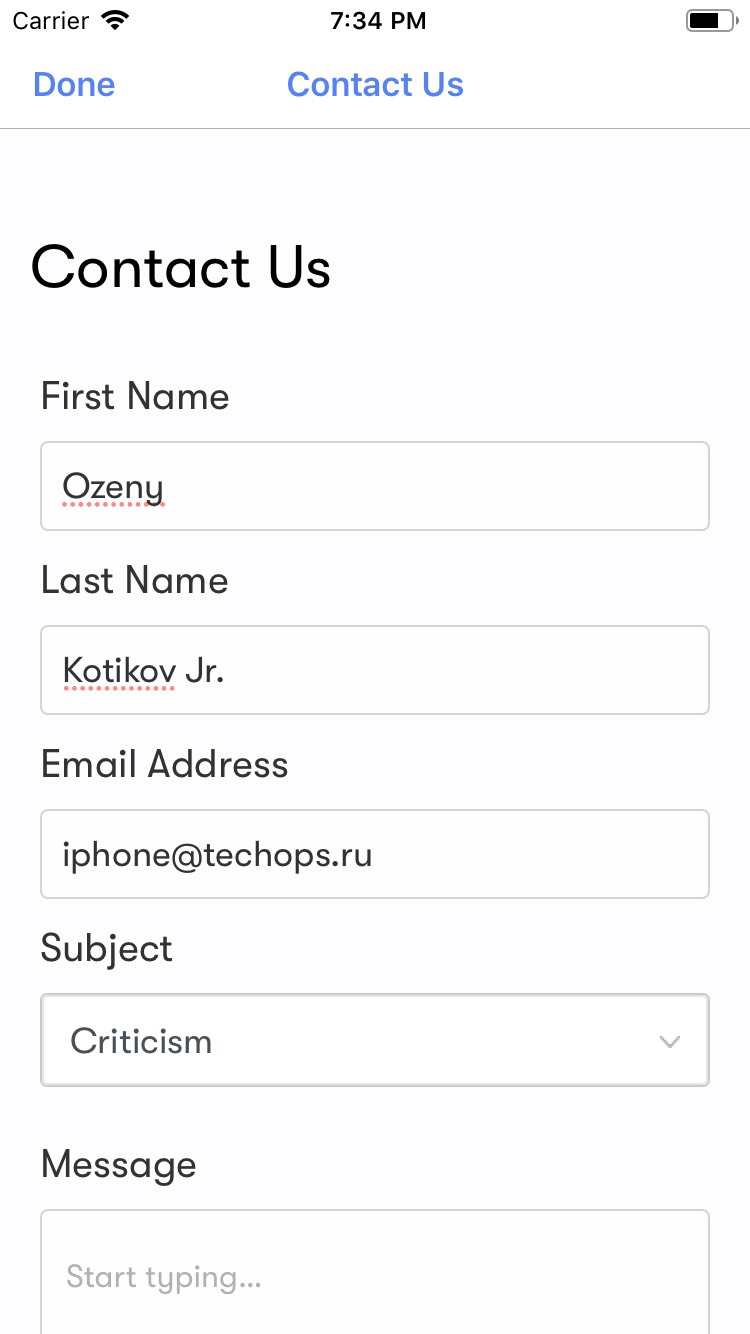 Carrier 7:34 PM
Done Contact Us
Contact Us
First Name
Ozeny
Last Name
Kotikov Jr.
Email Address
iphone@techops.ru
Subject
Criticism
Message
Start typing...